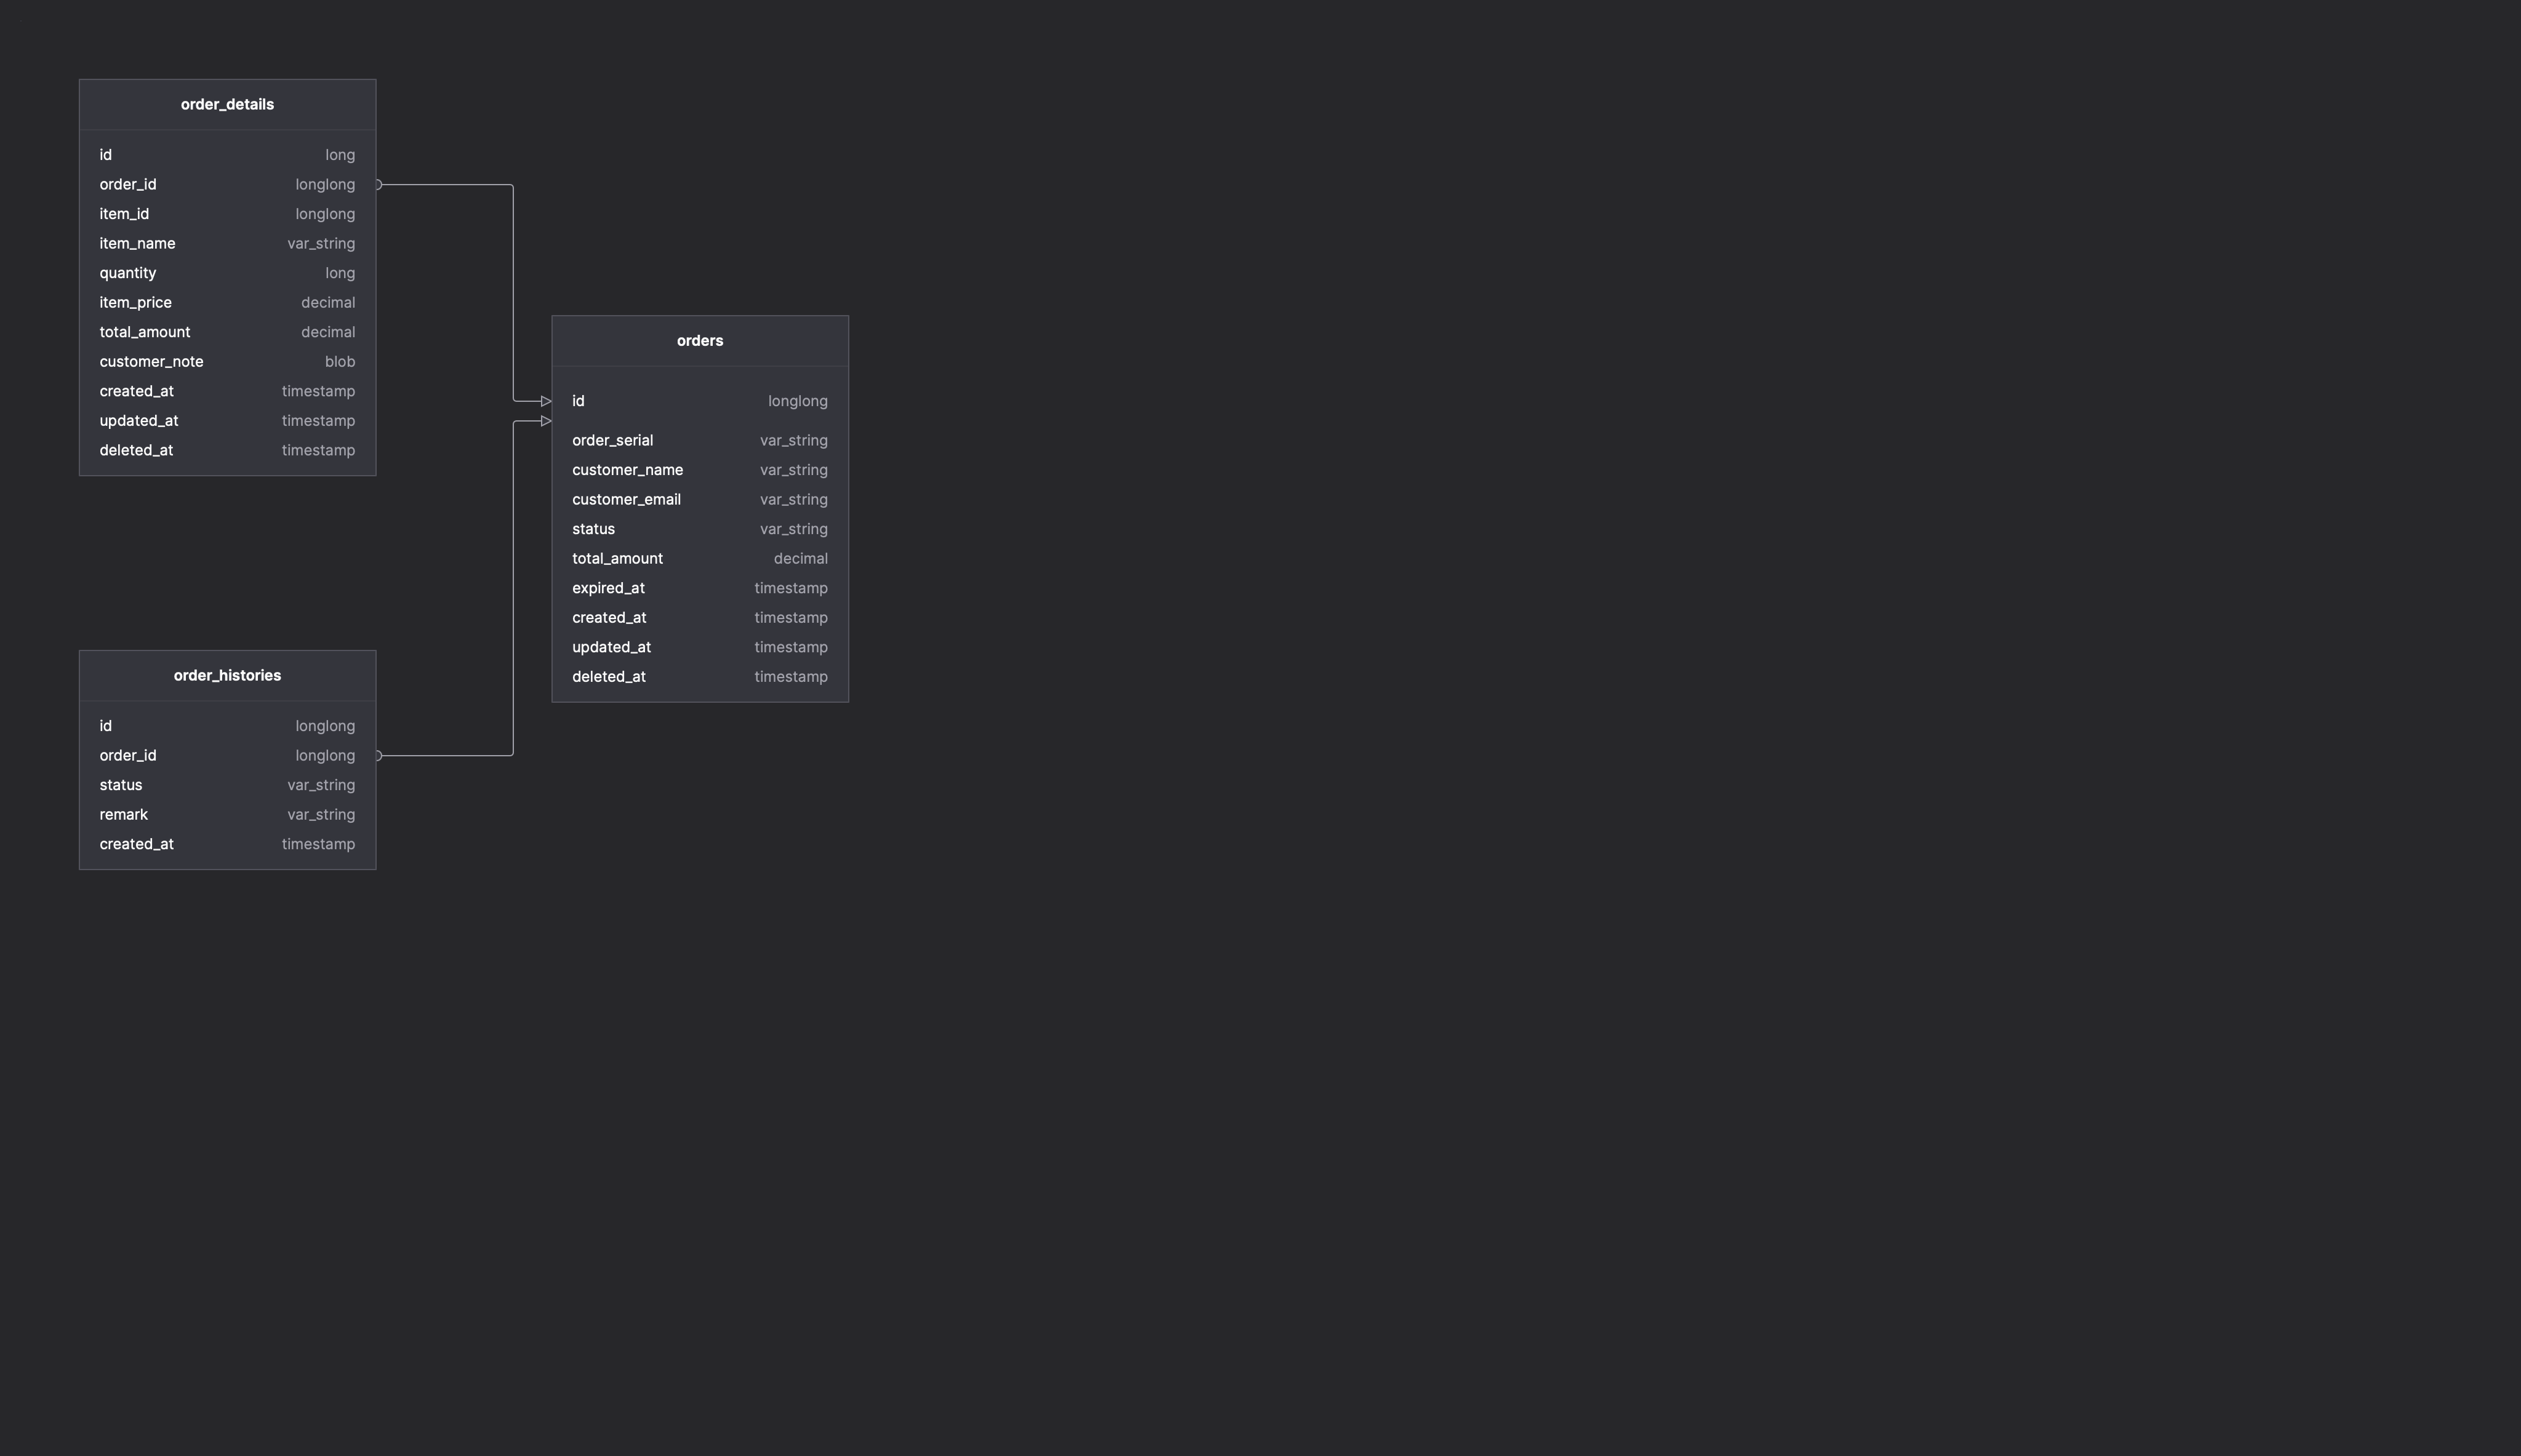 order_details
id long
order_id longlong
item_id longlong
item_name var_string
quantity long
item_price decimal
total_amount decimal
customer_note blob
created_at timestamp
updated_at timestamp
deleted_at timestamp
orders
id longlong
order_serial var_string
customer_name var_string
customer_email var_string
status var_string
total_amount decimal
expired_at timestamp
created_at timestamp
updated_at timestamp
deleted_at timestamp
order_histories
id longlong
order_id longlong
status var_string
remark var_string
created_at timestamp